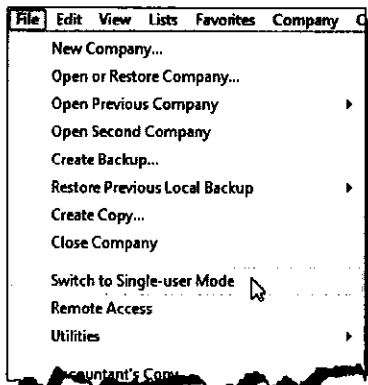 File Edit View Lists Favorites Company
New Company...
Open or Restore Company...
Open Previous Company
Open Second Company
Create Backup...
Restore Previous Local Backup
Create Copy...
Close Company
Switch to Single-user Mode
Remote Access
Utilities
Copy